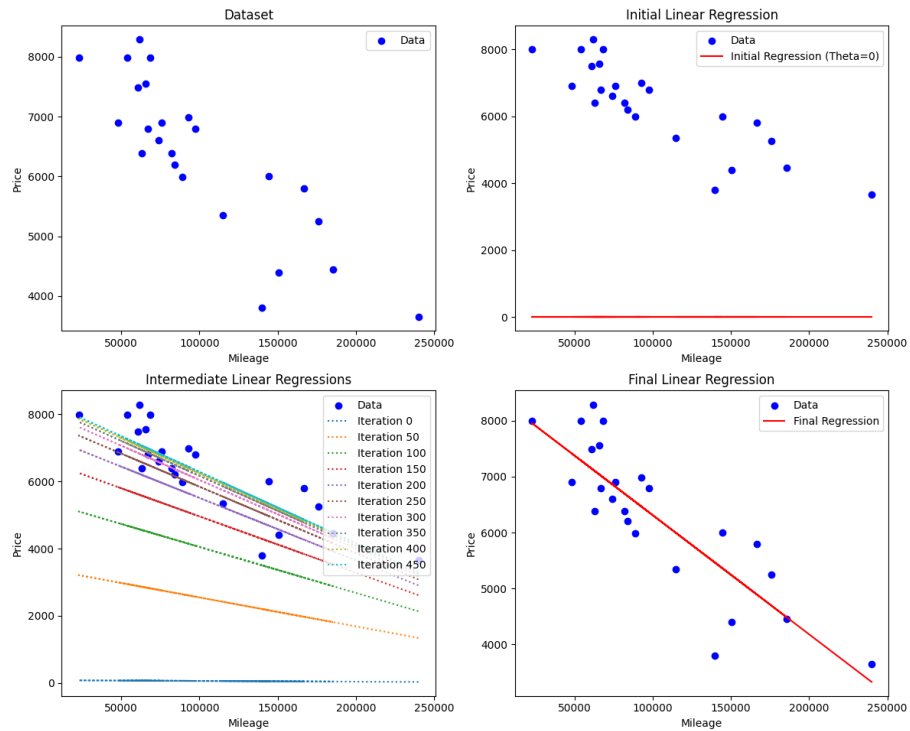 Dataset
Data
Price
8000
7000
6000
5000
4000
50000 100000 150000 200000 250000
Mileage
Initial Linear Regression
Data
Initial Regression (Theta=0)
Price
8000
6000
4000
2000
0
50000 100000 150000 200000 250000
Mileage
Intermediate Linear Regressions
Data
Iteration 0
Iteration 50
Iteration 100
Iteration 150
Iteration 200
Iteration 250
Iteration 300
Iteration 350
Iteration 400
Iteration 450
Price
8000
6000
4000
2000
0
50000 100000 150000 200000 250000
Mileage
Final Linear Regression
Data
Final Regression
Price
8000
7000
6000
5000
4000
50000 100000 150000 200000 250000
Mileage